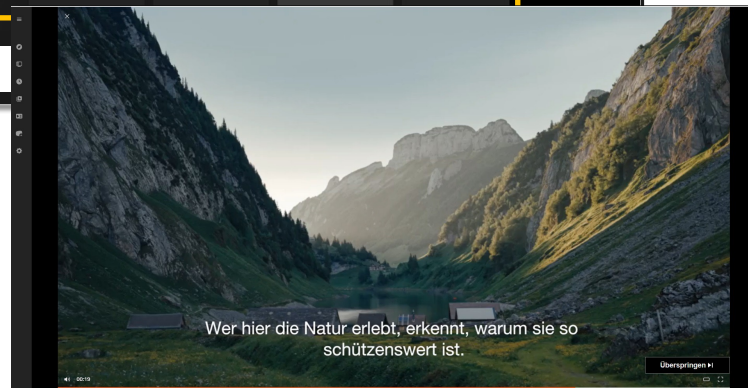 Wer hier die Natur erlebt, erkennt, warum sie so
schützenswert ist.
Überspringen
00:19